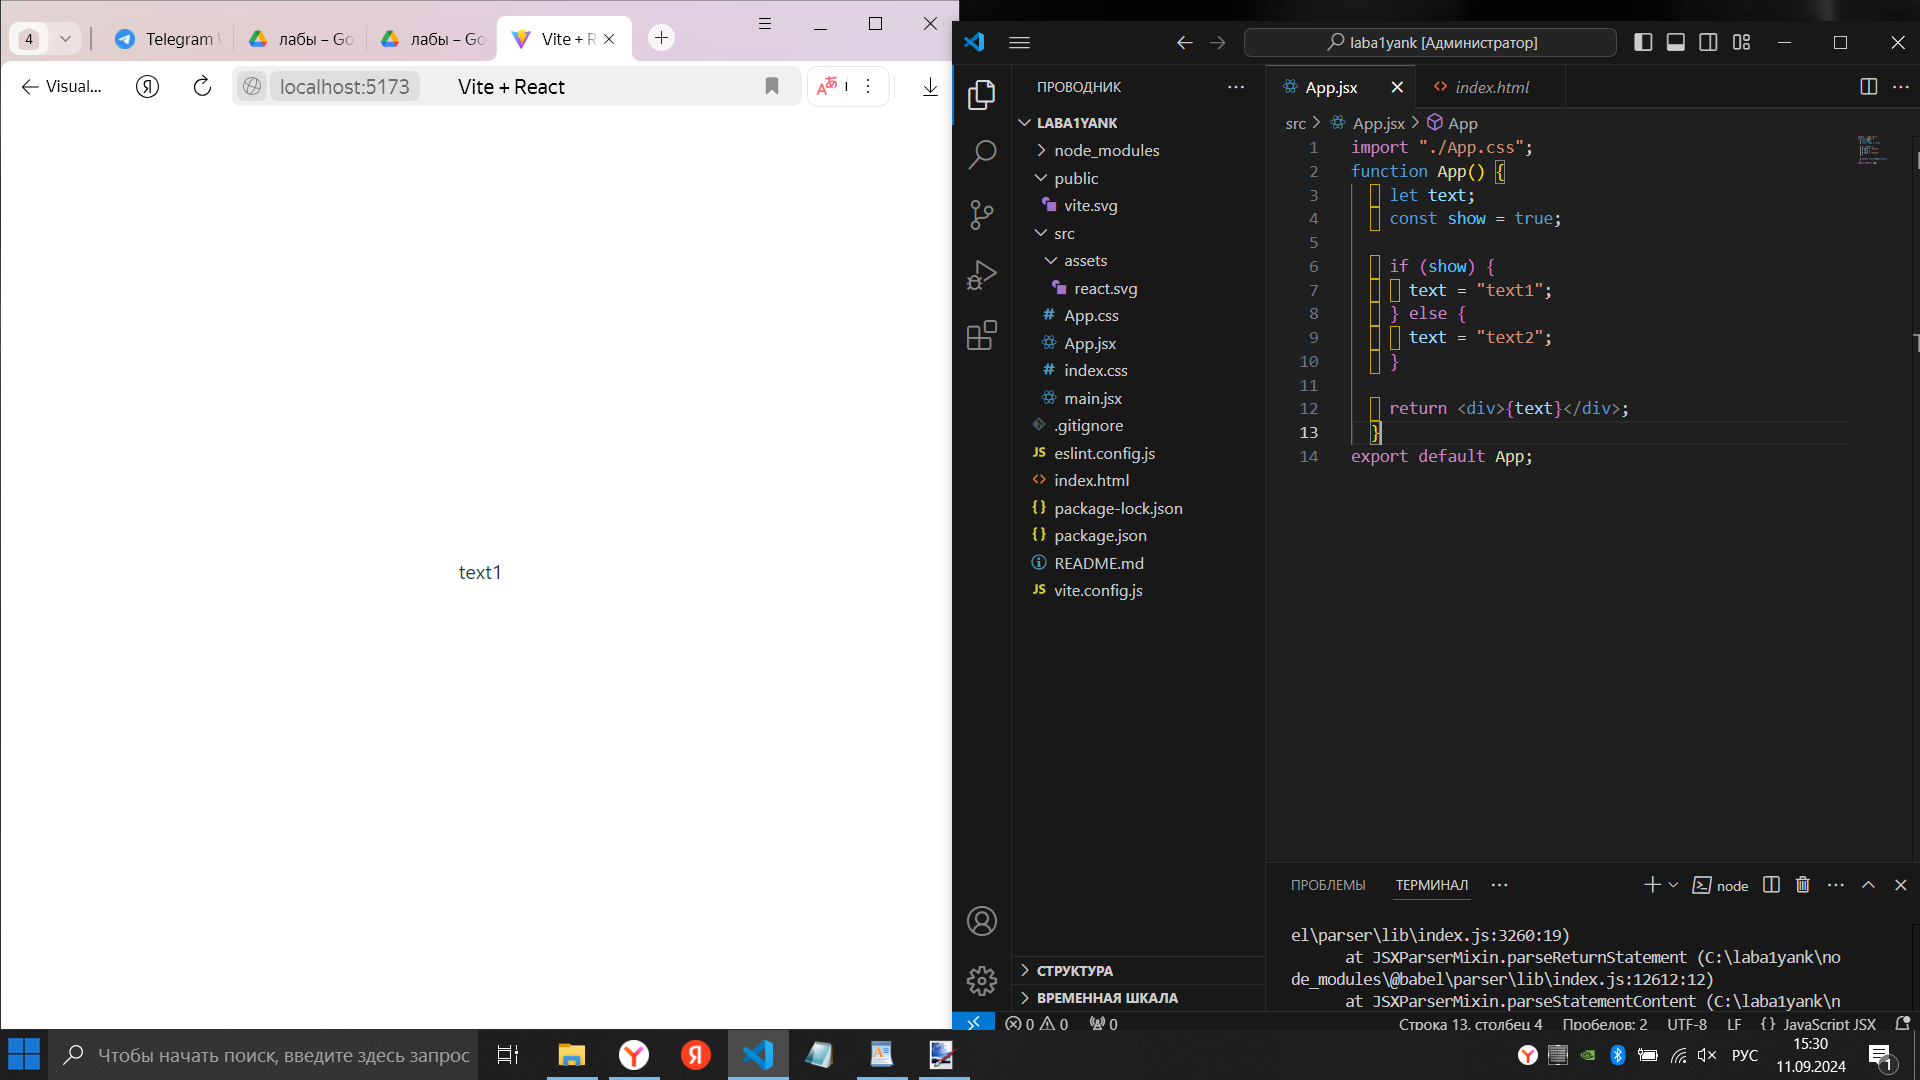 4
Telegram
лабы – Go
лабы – Go
Vite + R
Visual...
localhost:5173
Vite + React
text1
laba1yank [Администратор]
ПРОВОДНИК
LABA1YANK
node_modules
public
vite.svg
src
assets
react.svg
App.css
App.jsx
index.css
main.jsx
.gitignore
eslint.config.js
index.html
package-lock.json
package.json
README.md
vite.config.js
СТРУКТУРА
ВРЕМЕННАЯ ШКАЛА
App.jsx
index.html
src > App.jsx > App
1 import "./App.css";
2 function App() {
3 let text;
4 const show = true;
5
6 if (show) {
7 text = "text1";
8 } else {
9 text = "text2";
10 }
11
12 return <div>{text}</div>;
13 }
14 export default App;
ПРОБЛЕМЫ
ТЕРМИНАЛ
node
el\parser\lib\index.js:3260:19)
at JSXParserMixin.parseReturnStatement (C:\laba1yank\no
de_modules\@babel\parser\lib\index.js:12612:12)
at JSXParserMixin.parseStatementContent (C:\laba1yank\n
0 0 0
Строка 13, столбец 4 Пробелов: 2 UTF-8 LF {} JavaScript JSX
Чтобы начать поиск, введите здесь запрос
РУС
15:30
11.09.2024
1